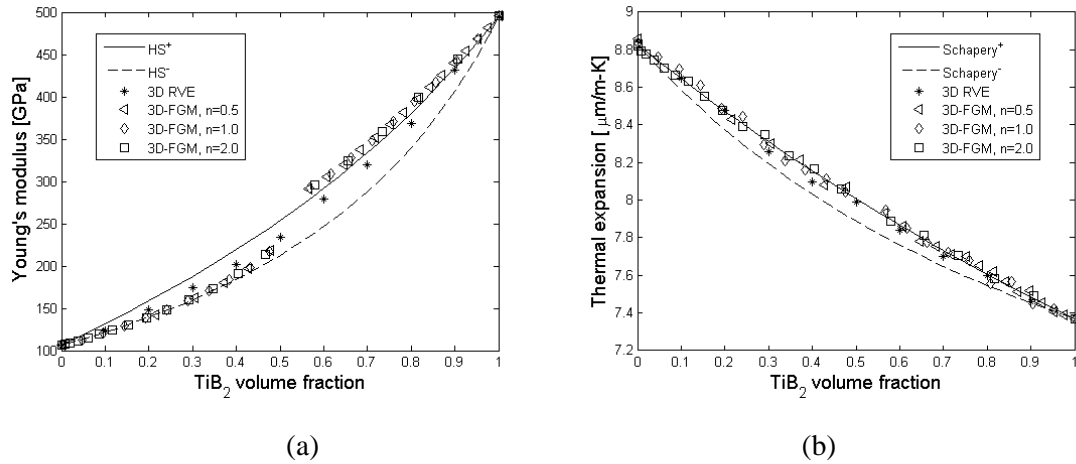 500
450
400
350
300
250
200
150
100
Young's modulus [GPa]
HS+
HS-
3D RVE
3D-FGM, n=0.5
3D-FGM, n=1.0
3D-FGM, n=2.0
0 0.1 0.2 0.3 0.4 0.5 0.6 0.7 0.8 0.9 1
TiB2 volume fraction
(a)
9
8.8
8.6
8.4
8.2
8
7.8
7.6
7.4
7.2
Thermal expansion [ μm/m-K]
Schapery+
Schapery-
3D RVE
3D-FGM, n=0.5
3D-FGM, n=1.0
3D-FGM, n=2.0
0 0.1 0.2 0.3 0.4 0.5 0.6 0.7 0.8 0.9 1
TiB2 volume fraction
(b)